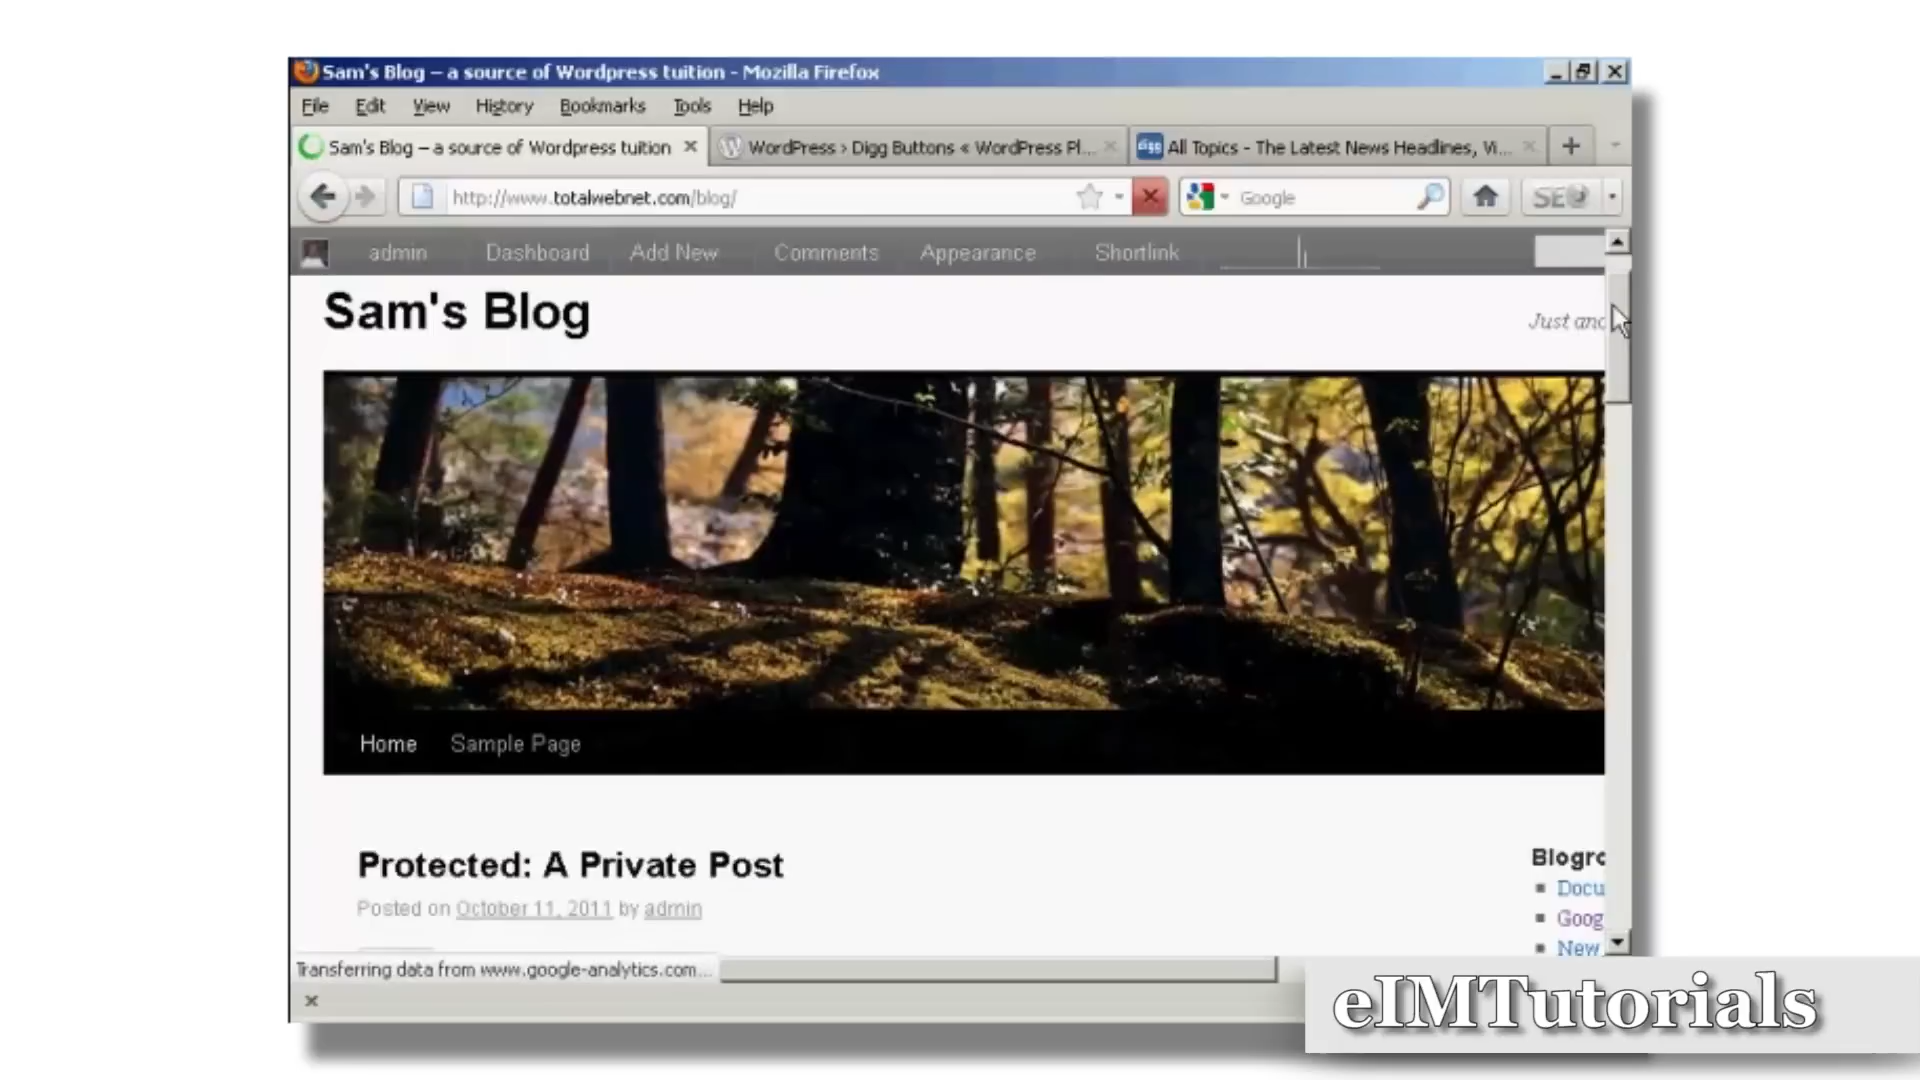 Sam's Blog – a source of Wordpress tuition - Mozilla Firefox
File Edit View History Bookmarks Tools Help
Sam's Blog – a source of Wordpress tuition
WordPress › Digg Buttons « WordPress Pl...
digg All Topics - The Latest News Headlines, Vi...
http://www.totalwebnet.com/blog/
Google
SEO
admin Dashboard Add New Comments Appearance Shortlink
Sam's Blog
Just ano
Home Sample Page
Protected: A Private Post
Posted on October 11, 2011 by admin
Blogro
Docu
Goog
New
Transferring data from www.google-analytics.com...
eIMTutorials